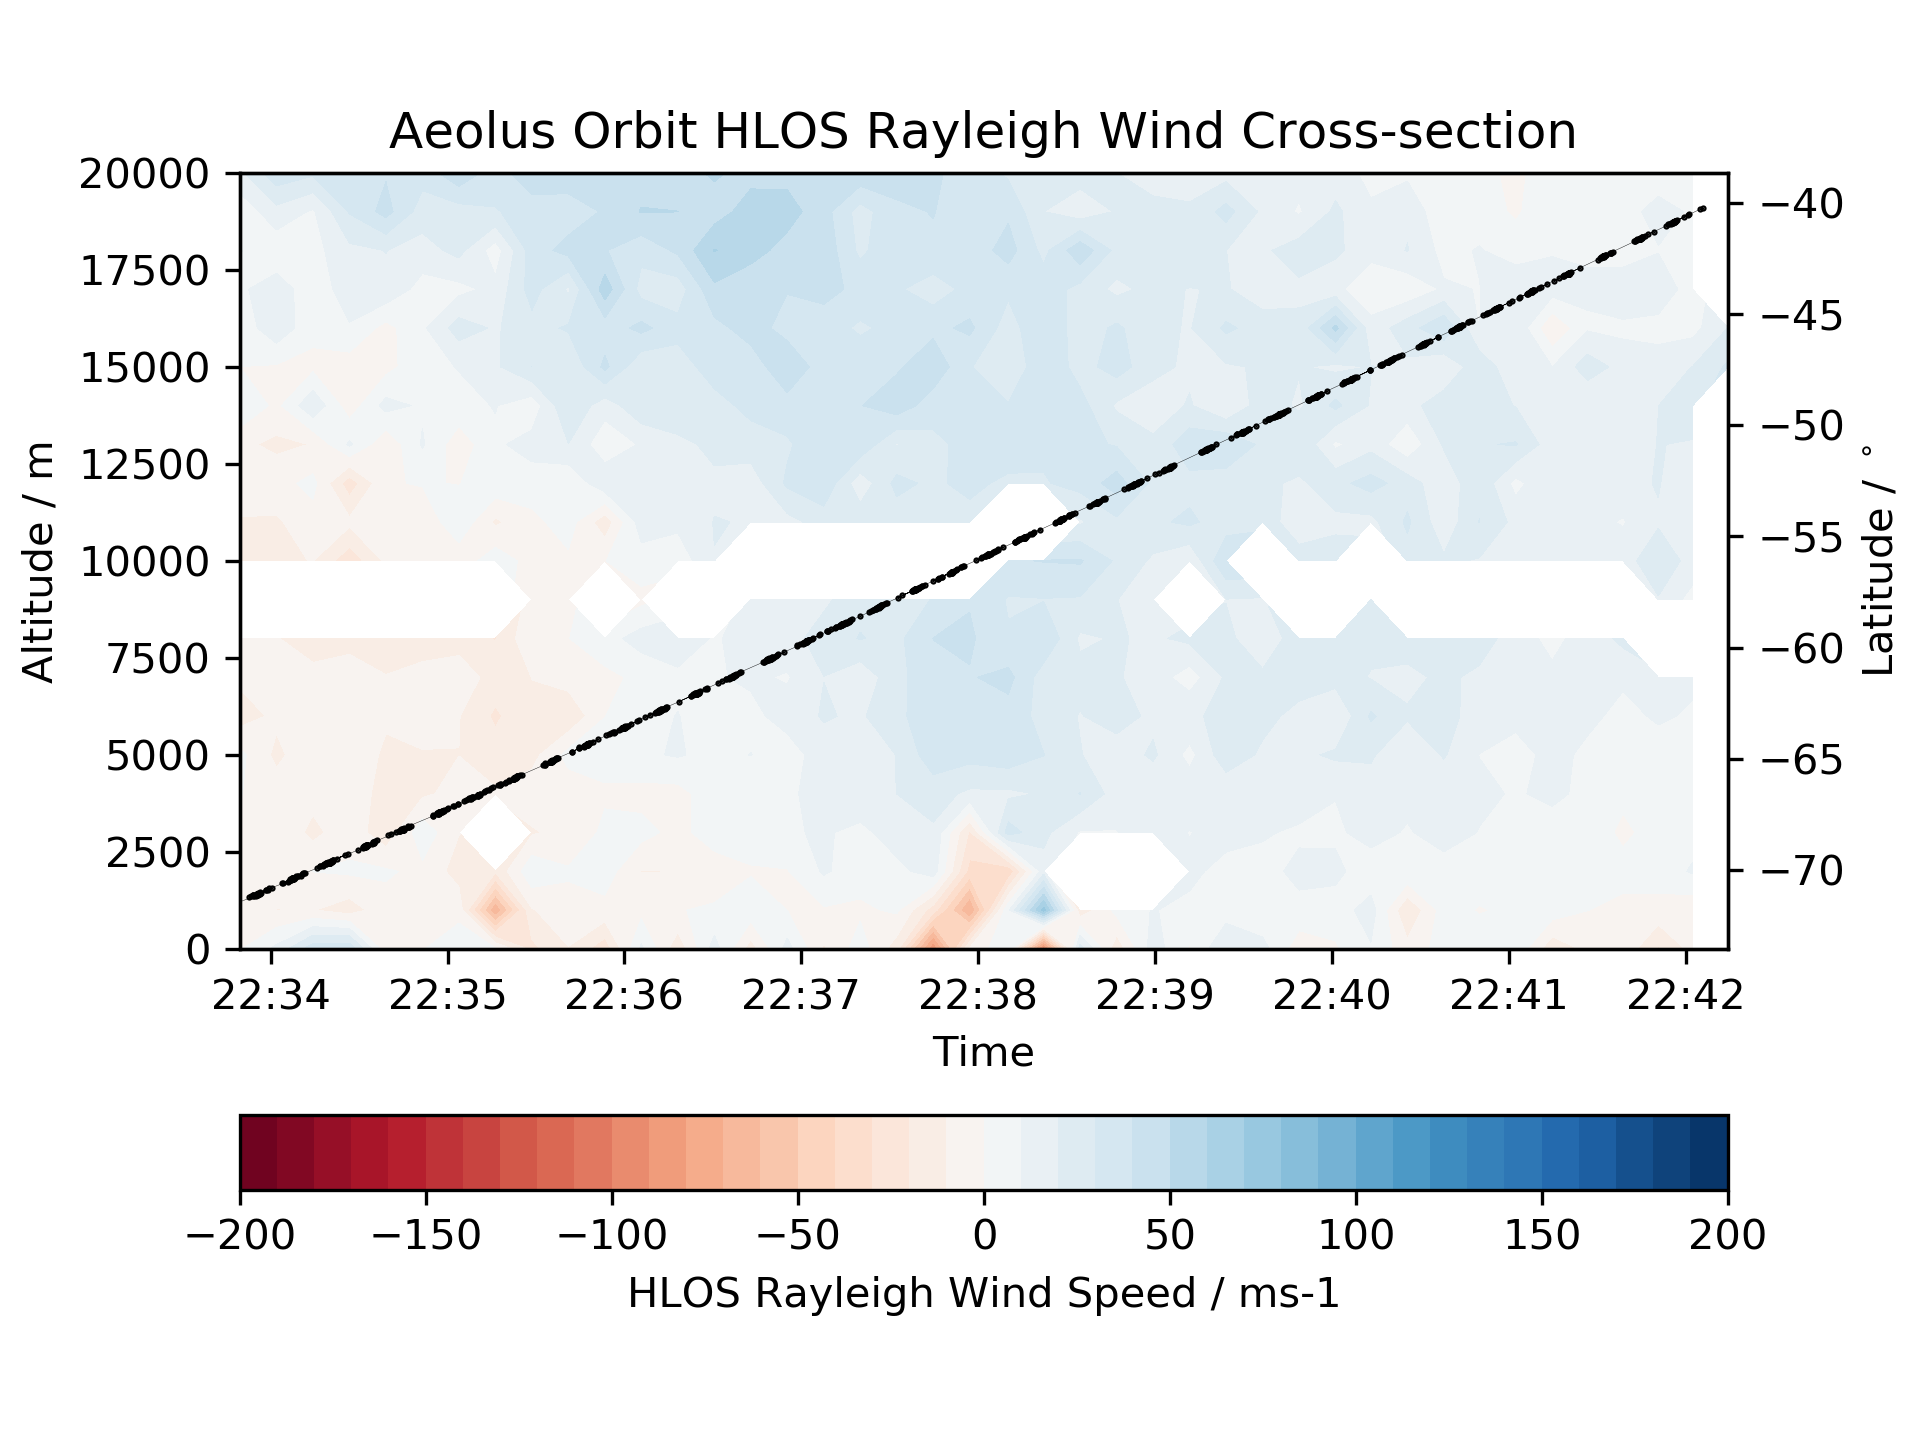 Aeolus Orbit HLOS Rayleigh Wind Cross-section
20000
17500
15000
12500
10000
7500
5000
2500
0
Altitude / m
−40
−45
−50
−55
−60
−65
−70
Latitude / °
22:34 22:35 22:36 22:37 22:38 22:39 22:40 22:41 22:42
Time
−200 −150 −100 −50 0 50 100 150 200
HLOS Rayleigh Wind Speed / ms-1